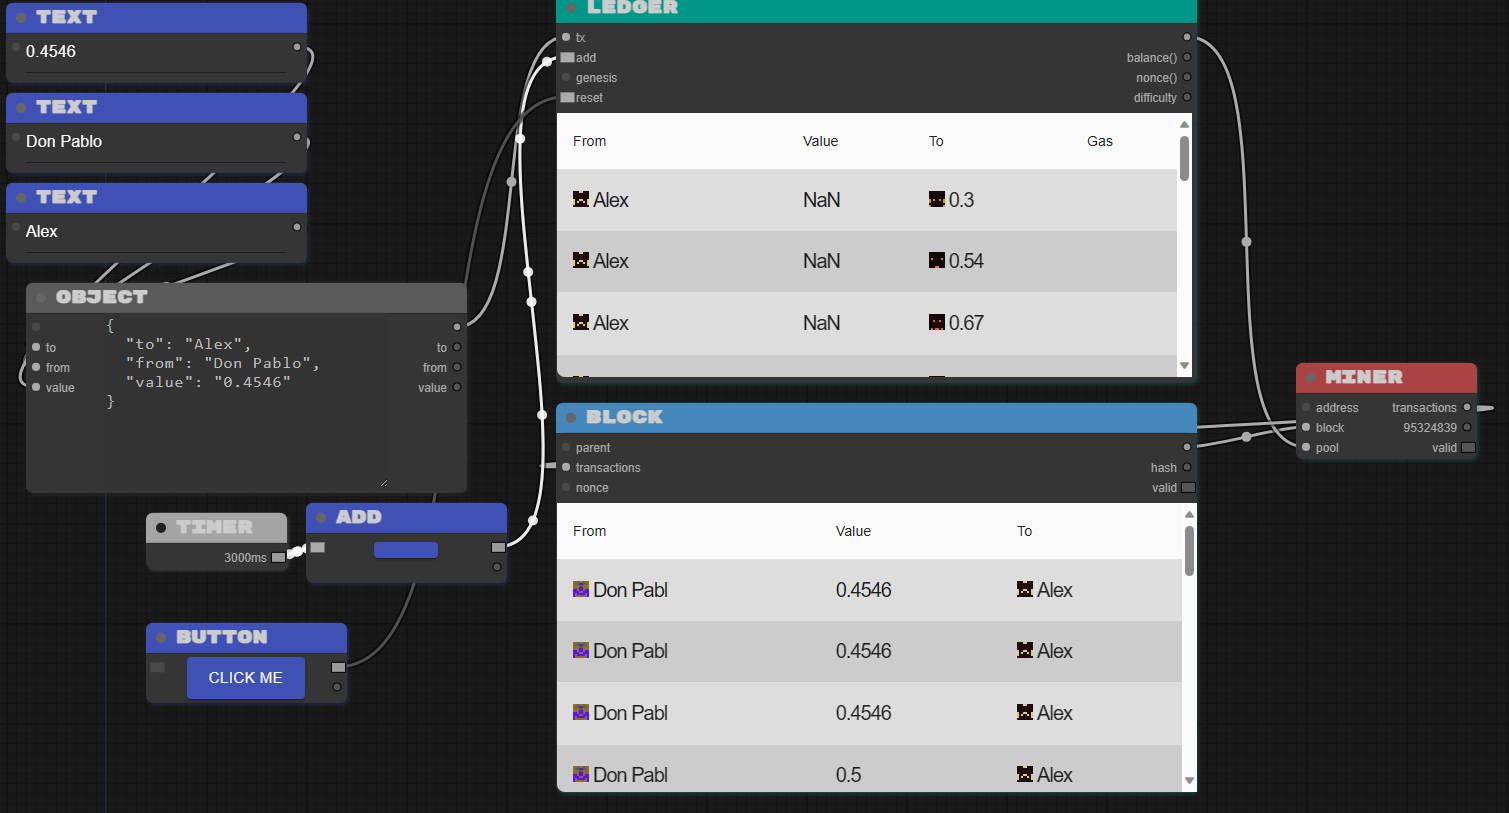 TEXT
0.4546
TEXT
Don Pablo
TEXT
Alex
OBJECT
to
from
value
{
"to": "Alex",
"from": "Don Pablo",
"value": "0.4546"
}
to
from
value
TIMER
3000ms
ADD
BUTTON
CLICK ME
LEDGER
tx
add
genesis
reset
balance()
nonce()
difficulty
From Value To Gas
Alex NaN 0.3
Alex NaN 0.54
Alex NaN 0.67
BLOCK
parent
transactions
nonce
hash
valid
From Value To
Don Pabl 0.4546 Alex
Don Pabl 0.4546 Alex
Don Pabl 0.4546 Alex
Don Pabl 0.5 Alex
MINER
address transactions
block 95324839
pool valid